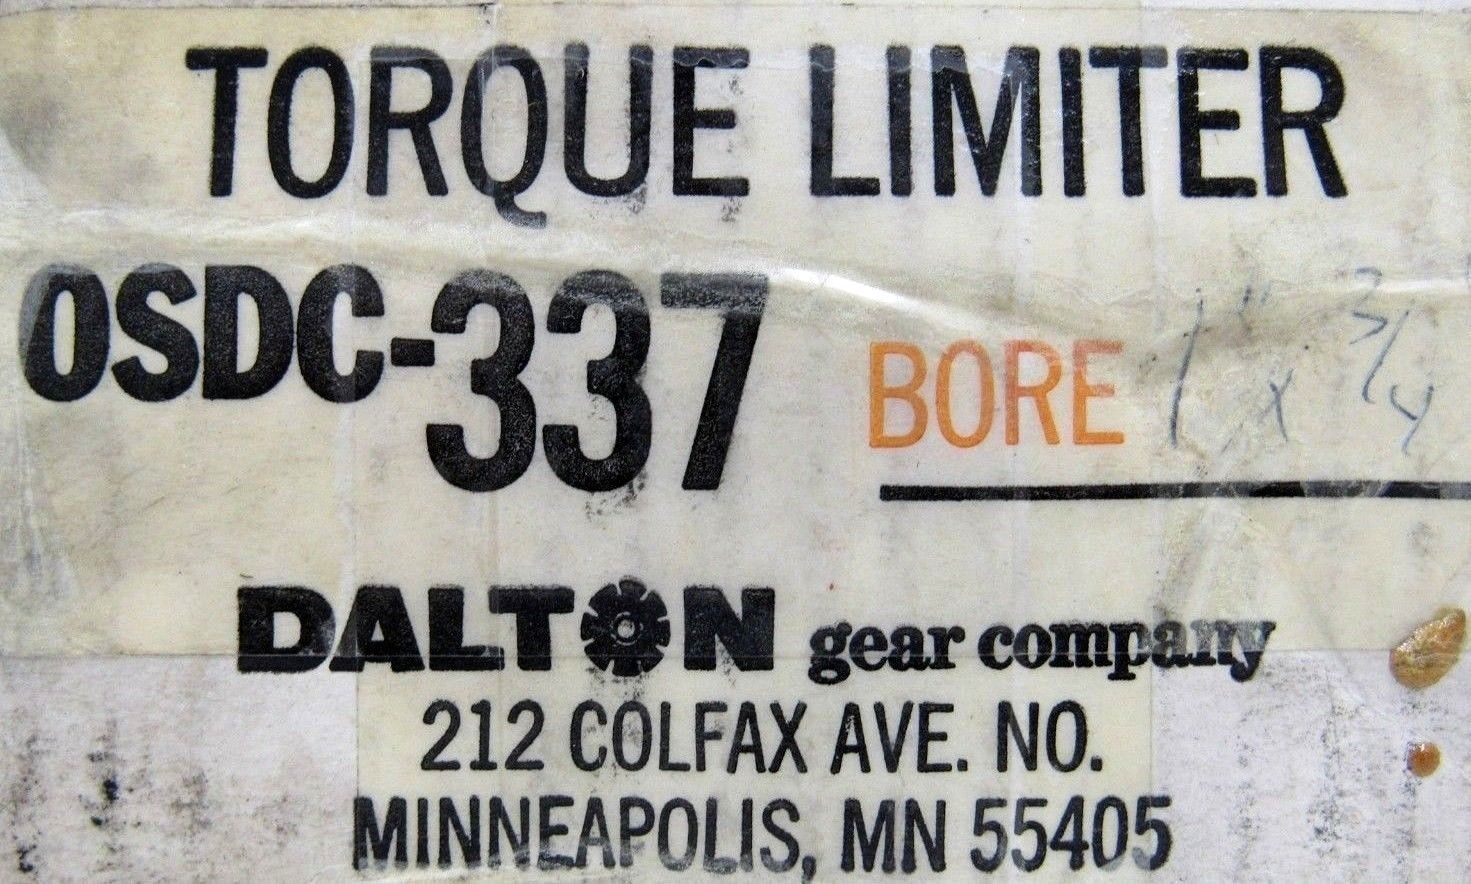 TORQUE LIMITER
OSDC-337 BORE 1" x 3/4
DALTON gear company
212 COLFAX AVE. NO.
MINNEAPOLIS, MN 55405